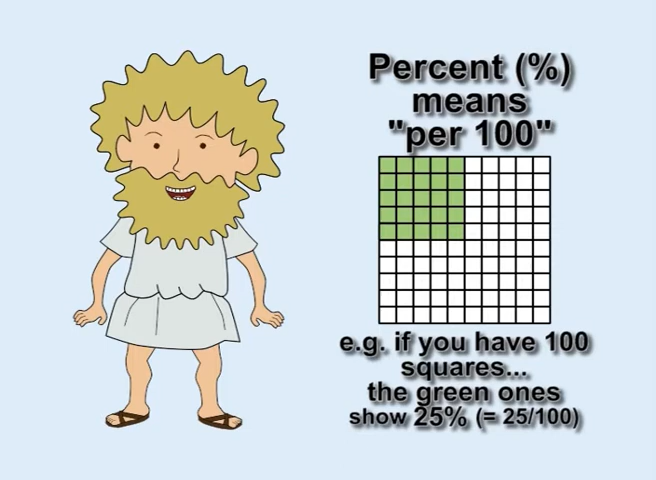 Percent (%)
means
"per 100"
e.g. if you have 100
squares...
the green ones
show 25% (= 25/100)